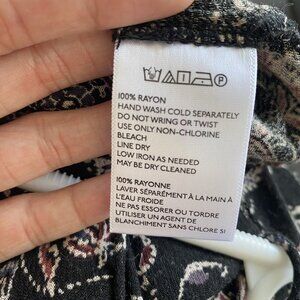 100% RAYON
HAND WASH COLD SEPARATELY
DO NOT WRING OR TWIST
USE ONLY NON-CHLORINE
BLEACH
LINE DRY
LOW IRON AS NEEDED
MAY BE DRY CLEANED
100% RAYONNE
LAVER SÉPARÉMENT À LA MAIN À
L'EAU FROIDE
NE PAS ESSORER OU TORDRE
UTILISER UN AGENT DE
BLANCHIMENT SANS CHLORE SI